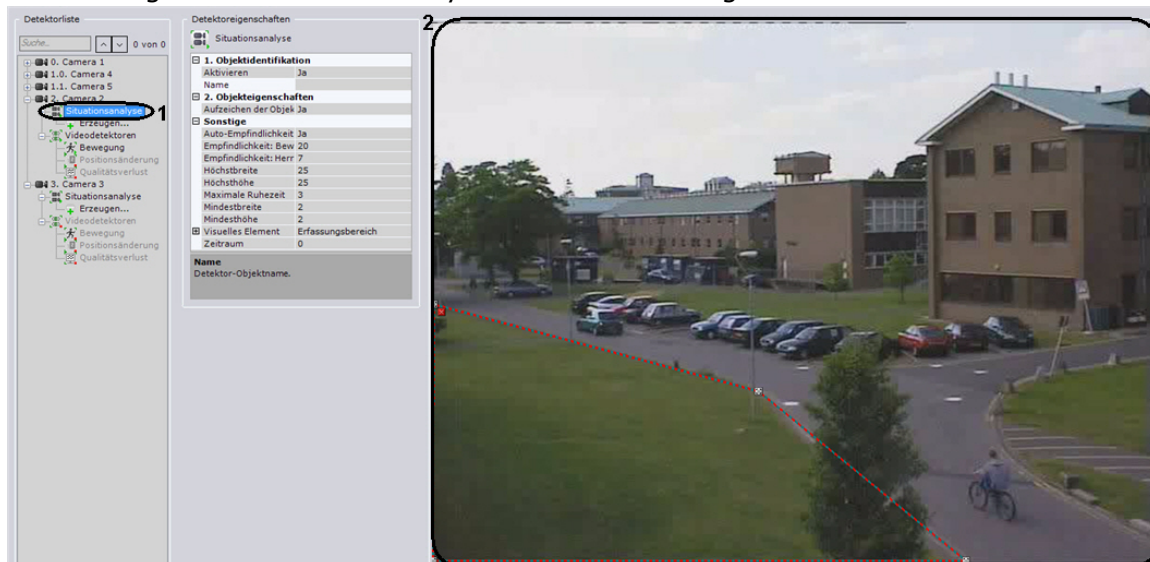 Detektorliste
Suche... 0 von 0
0. Camera 1
1.0. Camera 4
1.1. Camera 5
2. Camera 2
Situationsanalyse 1
Erzeugen...
Videodetektoren
Bewegung
Positionsänderung
Qualitätsverlust
3. Camera 3
Situationsanalyse
Erzeugen...
Videodetektoren
Bewegung
Positionsänderung
Qualitätsverlust
Detektoreigenschaften
Situationsanalyse
1. Objektidentifikation
Aktivieren Ja
Name
2. Objekteigenschaften
Aufzeichen der Objek Ja
Sonstige
Auto-Empfindlichkeit Ja
Empfindlichkeit: Bew 20
Empfindlichkeit: Herr 7
Höchstbreite 25
Höchsthöhe 25
Maximale Ruhezeit 3
Mindestbreite 2
Mindesthöhe 2
Visuelles Element Erfassungsbereich
Zeitraum 0
Name
Detektor-Objektname.
2